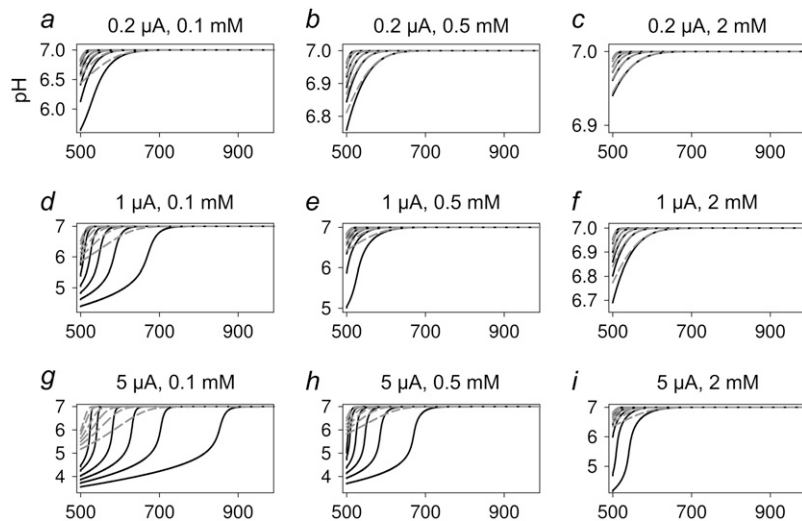 a 0.2 µA, 0.1 mM
b 0.2 µA, 0.5 mM
c 0.2 µA, 2 mM
pH
7.0
6.5
6.0
500 700 900
7.0
6.9
6.8
500 700 900
7.0
6.9
500 700 900
d 1 µA, 0.1 mM
e 1 µA, 0.5 mM
f 1 µA, 2 mM
7
6
5
500 700 900
7
6
5
500 700 900
7.0
6.9
6.8
6.7
500 700 900
g 5 µA, 0.1 mM
h 5 µA, 0.5 mM
i 5 µA, 2 mM
7
6
5
4
500 700 900
7
6
5
4
500 700 900
7
6
5
500 700 900